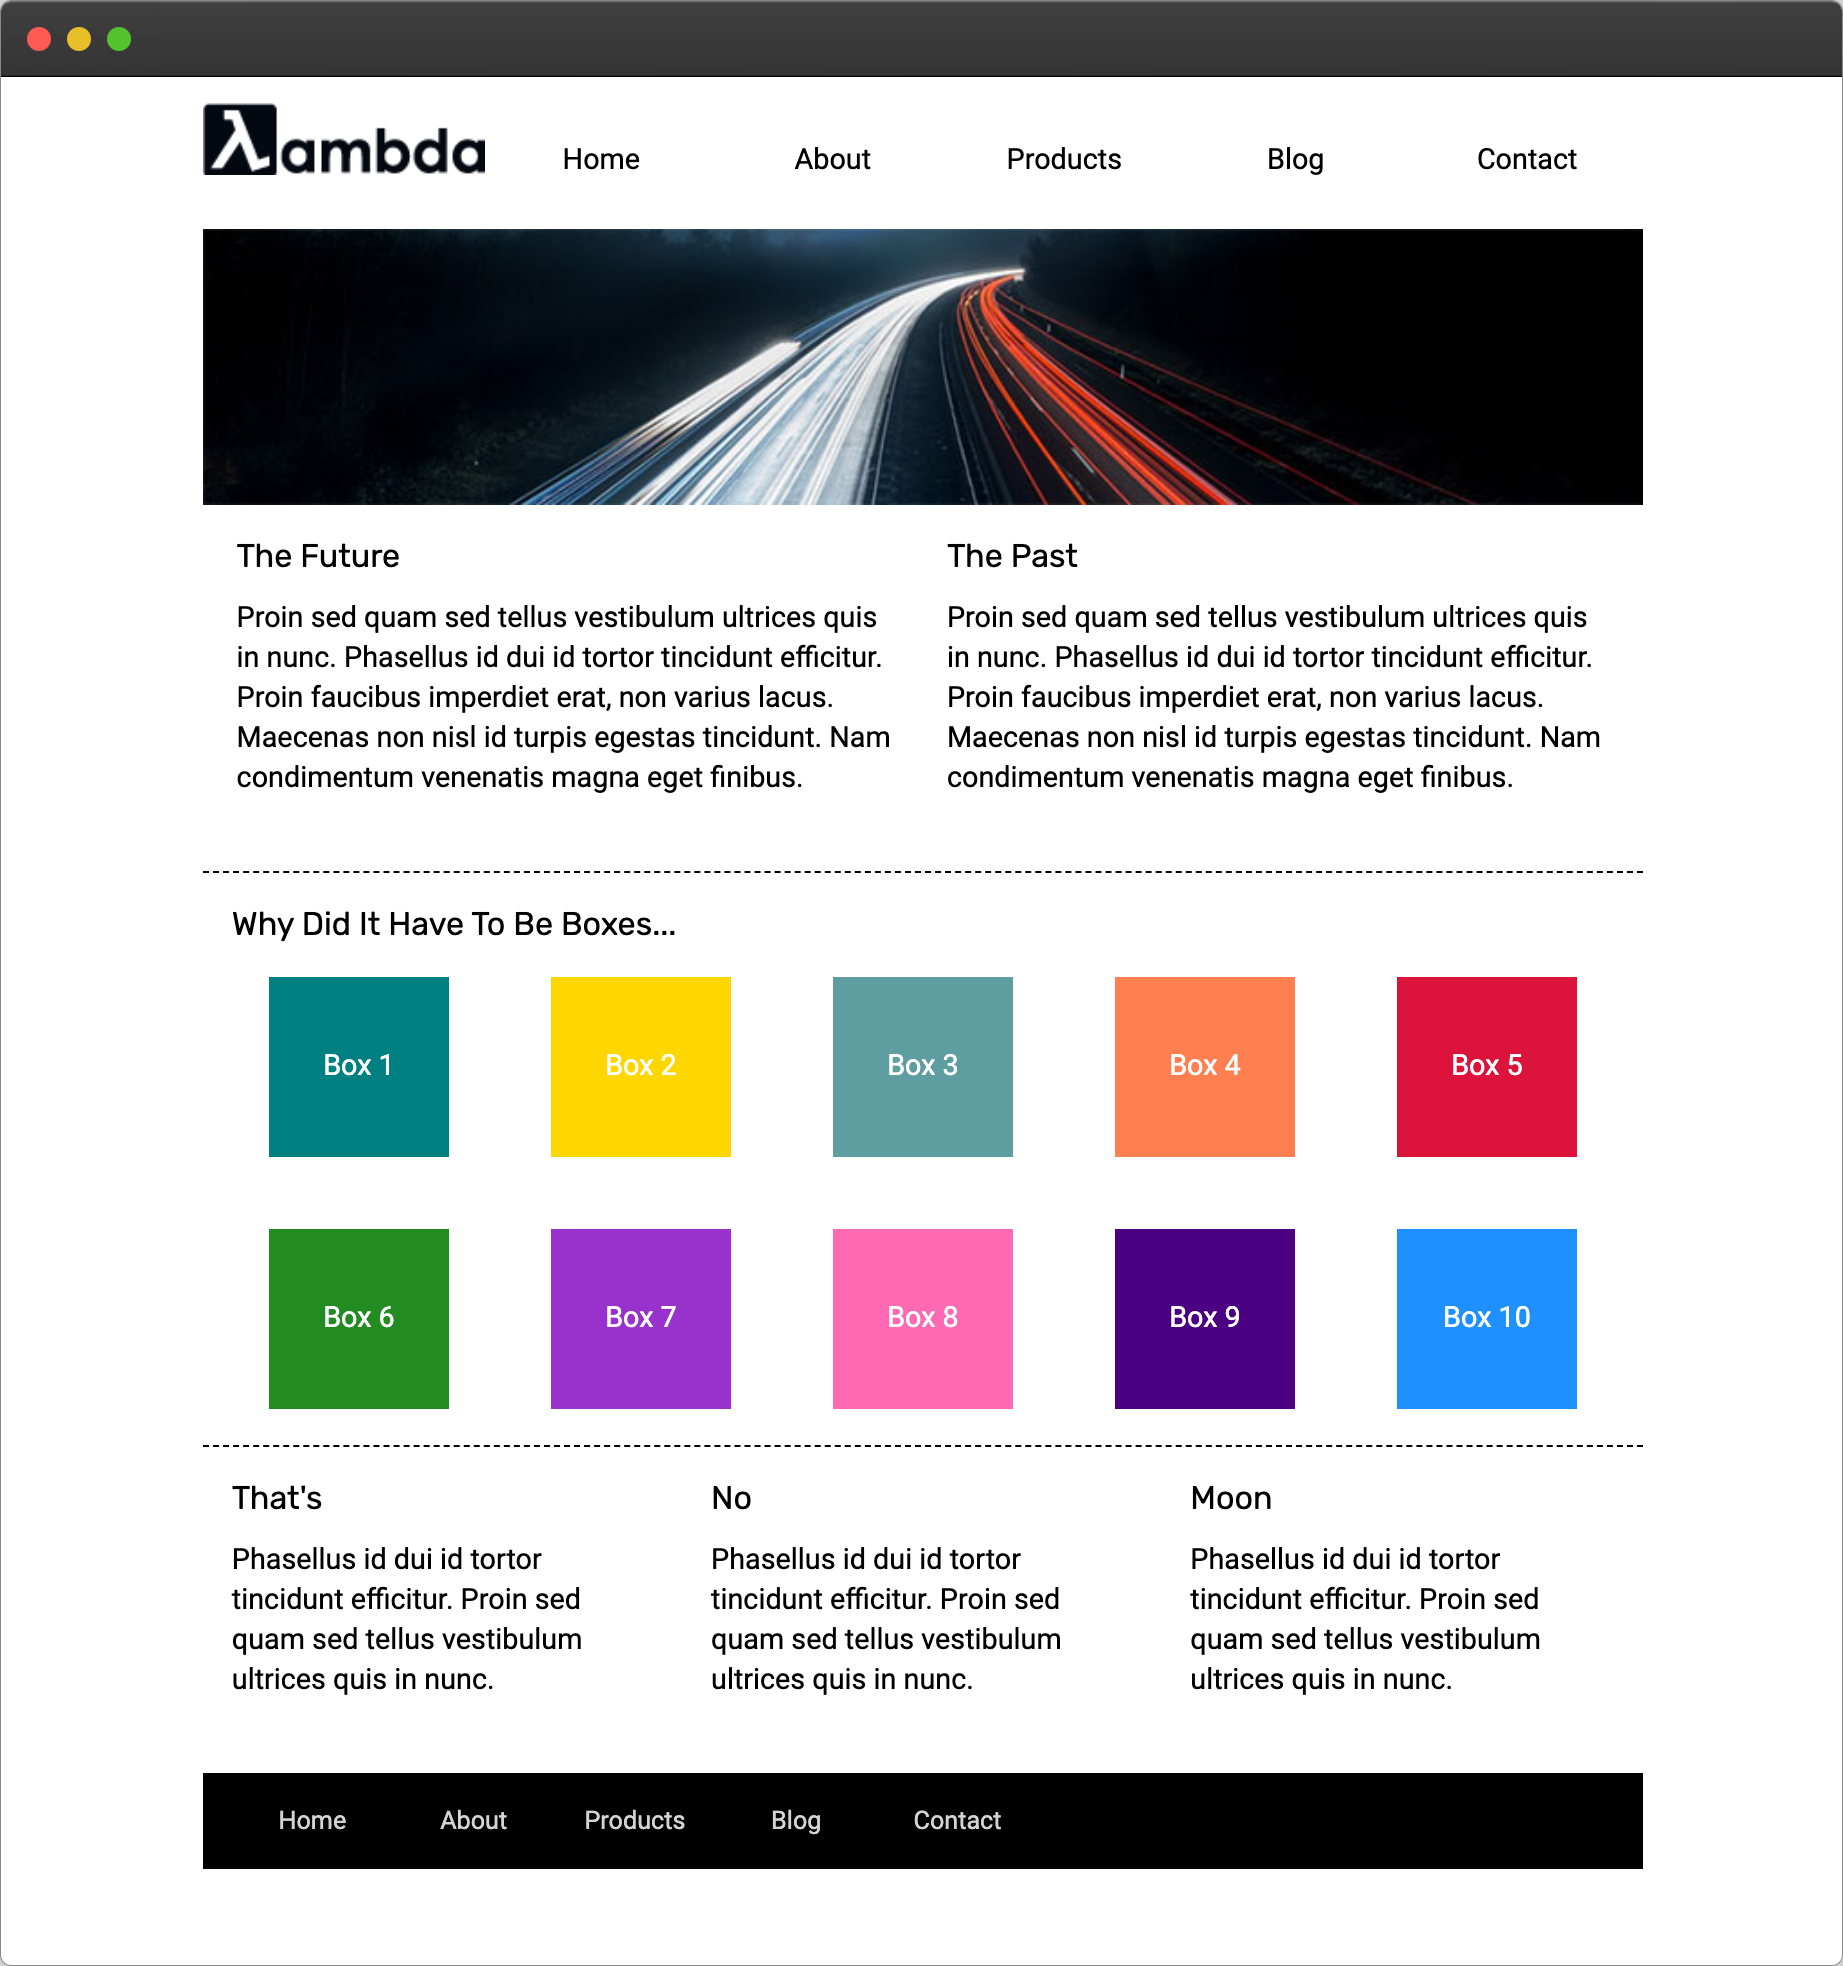 λambda
Home About Products Blog Contact
The Future
Proin sed quam sed tellus vestibulum ultrices quis
in nunc. Phasellus id dui id tortor tincidunt efficitur.
Proin faucibus imperdiet erat, non varius lacus.
Maecenas non nisl id turpis egestas tincidunt. Nam
condimentum venenatis magna eget finibus.
The Past
Proin sed quam sed tellus vestibulum ultrices quis
in nunc. Phasellus id dui id tortor tincidunt efficitur.
Proin faucibus imperdiet erat, non varius lacus.
Maecenas non nisl id turpis egestas tincidunt. Nam
condimentum venenatis magna eget finibus.
Why Did It Have To Be Boxes...
Box 1 Box 2 Box 3 Box 4 Box 5
Box 6 Box 7 Box 8 Box 9 Box 10
That's
Phasellus id dui id tortor
tincidunt efficitur. Proin sed
quam sed tellus vestibulum
ultrices quis in nunc.
No
Phasellus id dui id tortor
tincidunt efficitur. Proin sed
quam sed tellus vestibulum
ultrices quis in nunc.
Moon
Phasellus id dui id tortor
tincidunt efficitur. Proin sed
quam sed tellus vestibulum
ultrices quis in nunc.
Home About Products Blog Contact